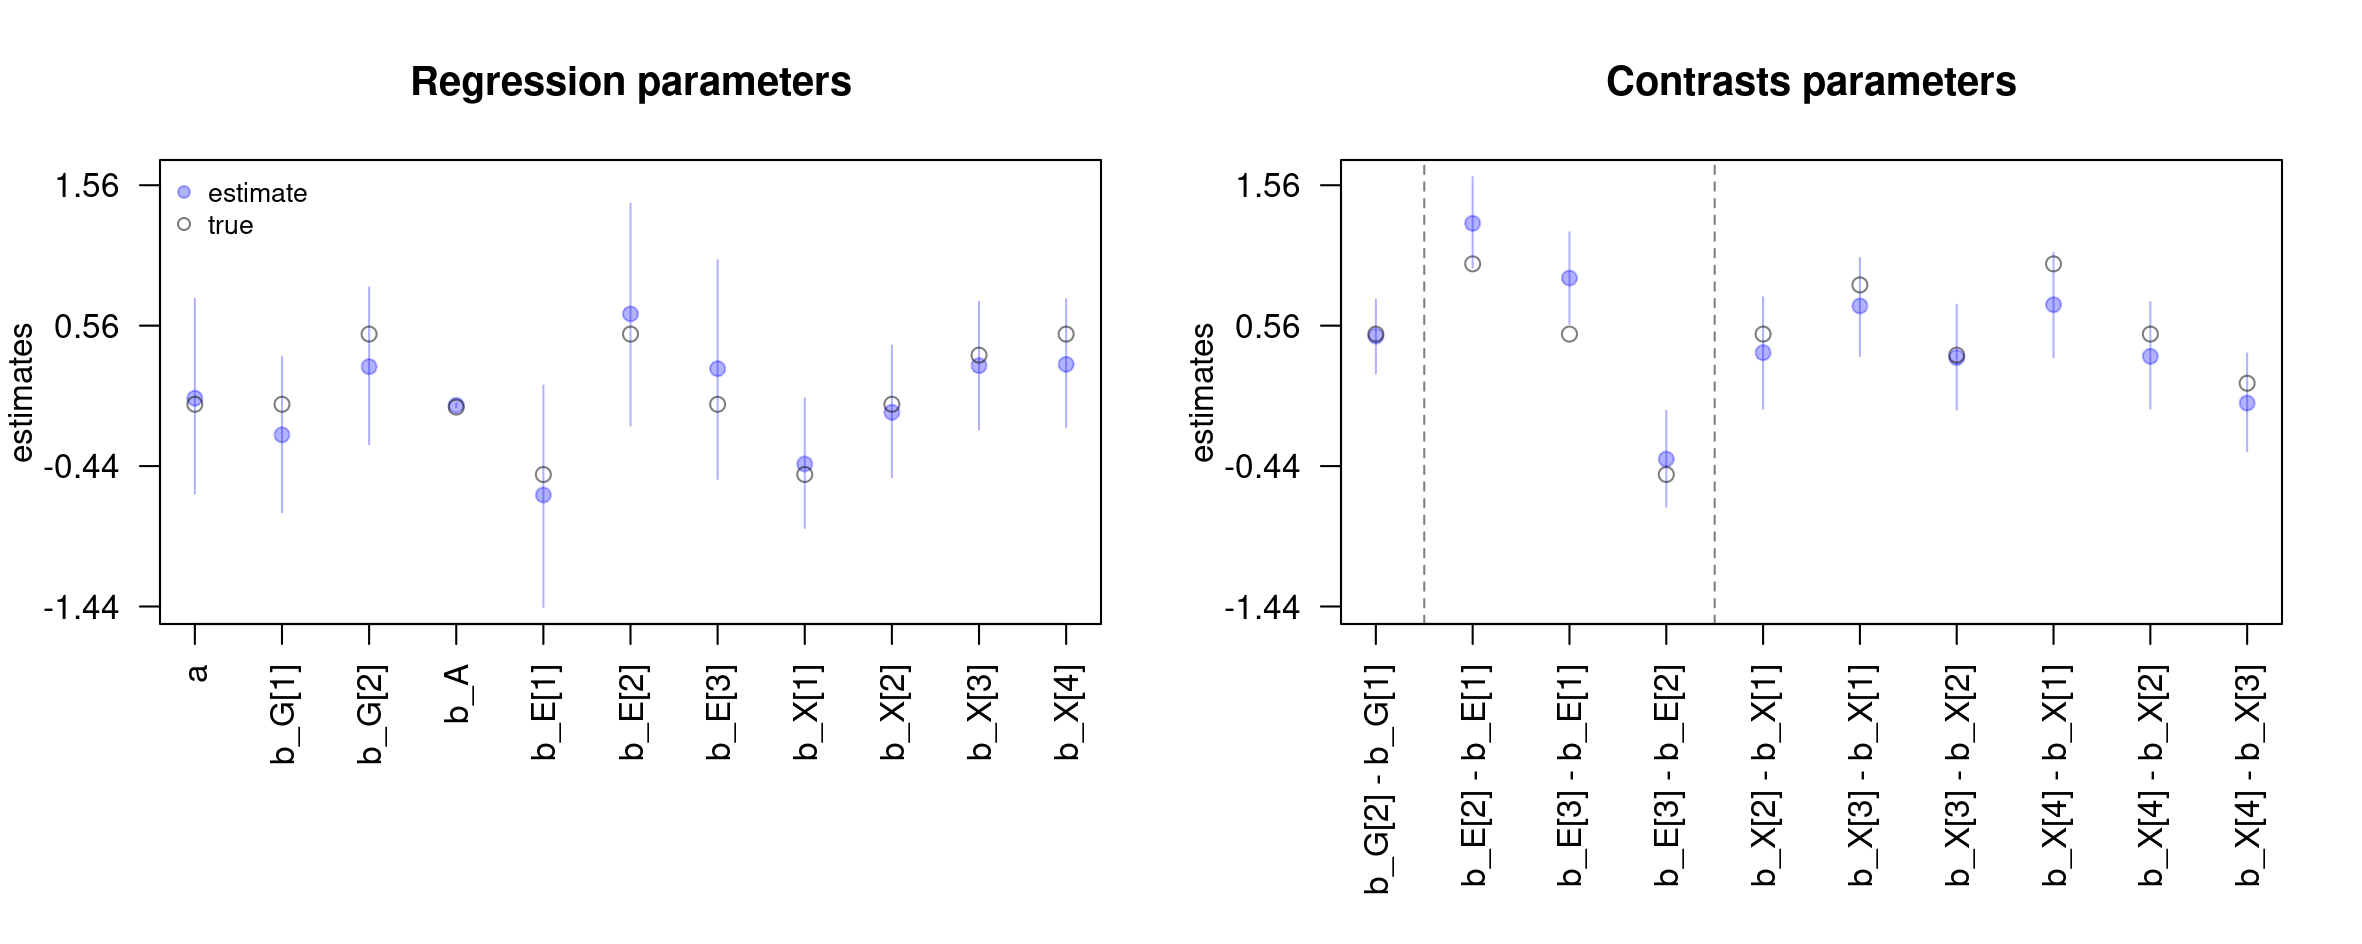 Regression parameters
estimates
1.56
0.56
-0.44
-1.44
estimate
true
a
b_G[1]
b_G[2]
b_A
b_E[1]
b_E[2]
b_E[3]
b_X[1]
b_X[2]
b_X[3]
b_X[4]
Contrasts parameters
estimates
1.56
0.56
-0.44
-1.44
b_G[2] - b_G[1]
b_E[2] - b_E[1]
b_E[3] - b_E[1]
b_E[3] - b_E[2]
b_X[2] - b_X[1]
b_X[3] - b_X[1]
b_X[3] - b_X[2]
b_X[4] - b_X[1]
b_X[4] - b_X[2]
b_X[4] - b_X[3]